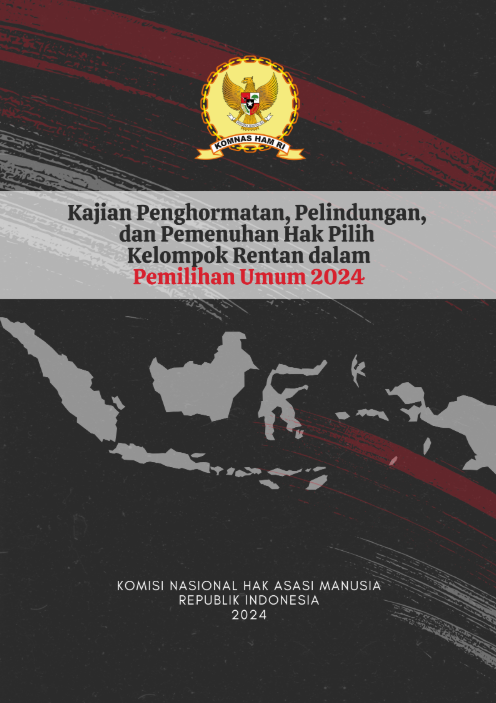 KOMNAS HAM RI
Kajian Penghormatan, Pelindungan,
dan Pemenuhan Hak Pilih
Kelompok Rentan dalam
Pemilihan Umum 2024
KOMISI NASIONAL HAK ASASI MANUSIA
REPUBLIK INDONESIA
2024